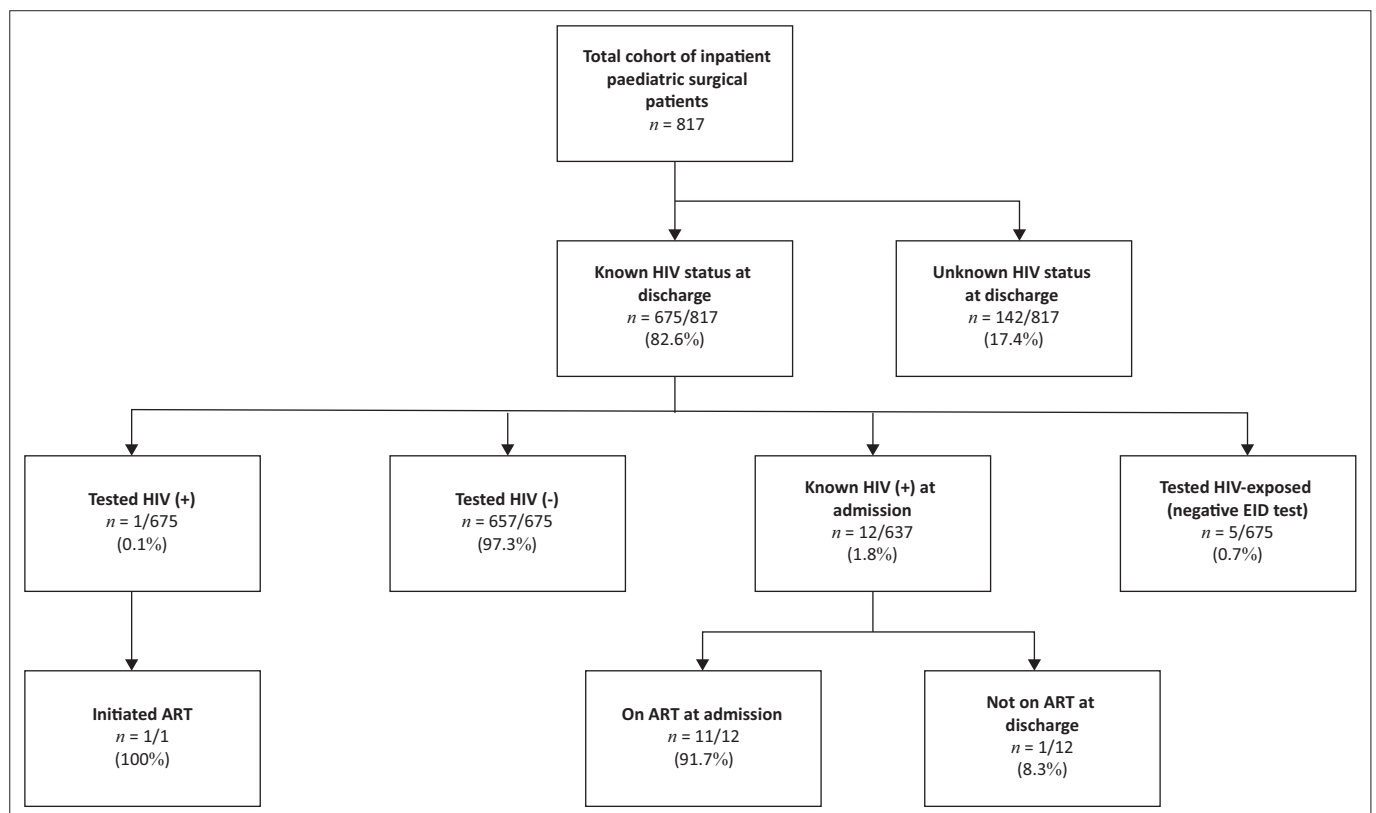 Total cohort of inpatient
paediatric surgical
patients
n = 817
Known HIV status at
discharge
n = 675/817
(82.6%)
Unknown HIV status
at discharge
n = 142/817
(17.4%)
Tested HIV (+)
n = 1/675
(0.1%)
Tested HIV (-)
n = 657/675
(97.3%)
Known HIV (+) at
admission
n = 12/637
(1.8%)
Tested HIV-exposed
(negative EID test)
n = 5/675
(0.7%)
Initiated ART
n = 1/1
(100%)
On ART at admission
n = 11/12
(91.7%)
Not on ART at
discharge
n = 1/12
(8.3%)